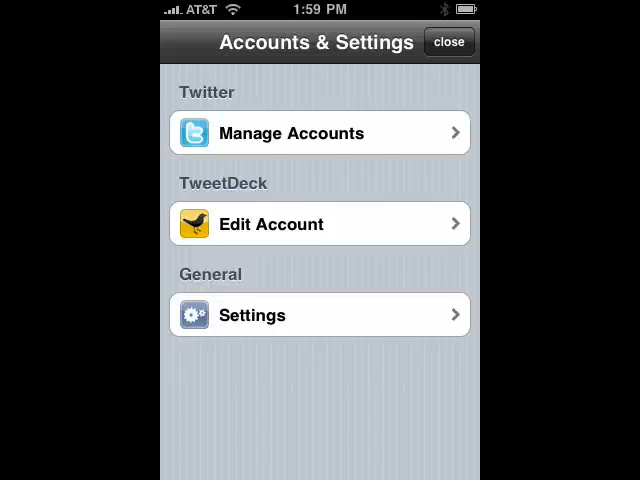 AT&T 1:59 PM
Accounts & Settings close
Twitter
Manage Accounts
TweetDeck
Edit Account
General
Settings